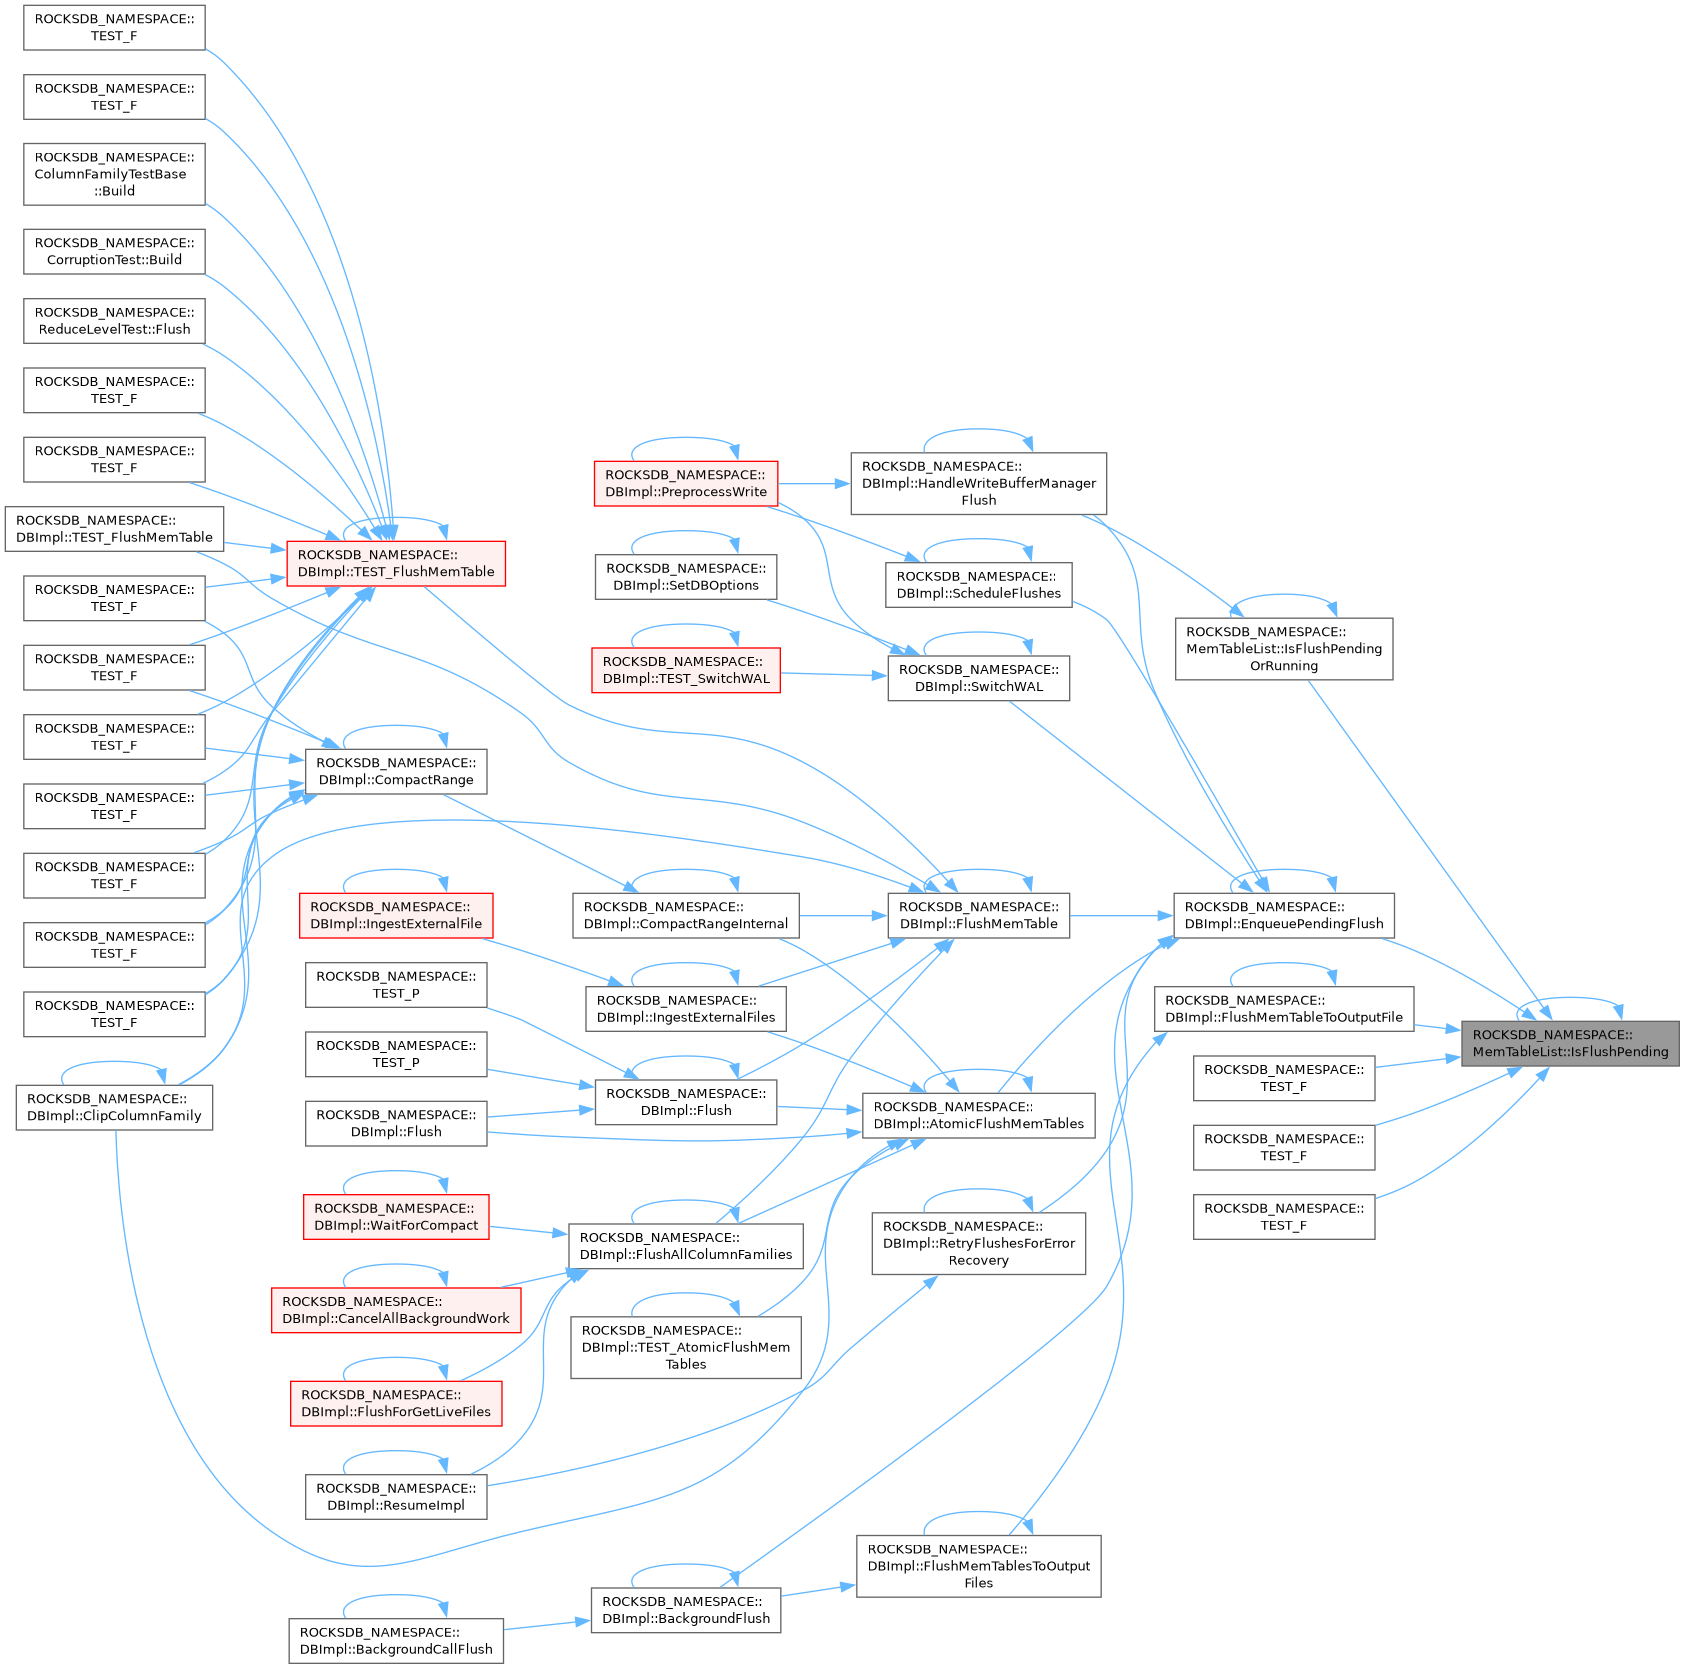 ROCKSDB_NAMESPACE::
TEST_F
ROCKSDB_NAMESPACE::
TEST_F
ROCKSDB_NAMESPACE::
ColumnFamilyTestBase
::Build
ROCKSDB_NAMESPACE::
CorruptionTest::Build
ROCKSDB_NAMESPACE::
ReduceLevelTest::Flush
ROCKSDB_NAMESPACE::
TEST_F
ROCKSDB_NAMESPACE::
TEST_F
ROCKSDB_NAMESPACE::
DBImpl::TEST_FlushMemTable
ROCKSDB_NAMESPACE::
TEST_F
ROCKSDB_NAMESPACE::
TEST_F
ROCKSDB_NAMESPACE::
TEST_F
ROCKSDB_NAMESPACE::
TEST_F
ROCKSDB_NAMESPACE::
TEST_F
ROCKSDB_NAMESPACE::
TEST_F
ROCKSDB_NAMESPACE::
TEST_F
ROCKSDB_NAMESPACE::
DBImpl::ClipColumnFamily
ROCKSDB_NAMESPACE::
DBImpl::TEST_FlushMemTable
ROCKSDB_NAMESPACE::
DBImpl::CompactRange
ROCKSDB_NAMESPACE::
DBImpl::IngestExternalFile
ROCKSDB_NAMESPACE::
TEST_P
ROCKSDB_NAMESPACE::
TEST_P
ROCKSDB_NAMESPACE::
DBImpl::Flush
ROCKSDB_NAMESPACE::
DBImpl::WaitForCompact
ROCKSDB_NAMESPACE::
DBImpl::CancelAllBackgroundWork
ROCKSDB_NAMESPACE::
DBImpl::FlushForGetLiveFiles
ROCKSDB_NAMESPACE::
DBImpl::ResumeImpl
ROCKSDB_NAMESPACE::
DBImpl::BackgroundCallFlush
ROCKSDB_NAMESPACE::
DBImpl::PreprocessWrite
ROCKSDB_NAMESPACE::
DBImpl::SetDBOptions
ROCKSDB_NAMESPACE::
DBImpl::TEST_SwitchWAL
ROCKSDB_NAMESPACE::
DBImpl::CompactRangeInternal
ROCKSDB_NAMESPACE::
DBImpl::IngestExternalFiles
ROCKSDB_NAMESPACE::
DBImpl::Flush
ROCKSDB_NAMESPACE::
DBImpl::FlushAllColumnFamilies
ROCKSDB_NAMESPACE::
DBImpl::TEST_AtomicFlushMem
Tables
ROCKSDB_NAMESPACE::
DBImpl::BackgroundFlush
ROCKSDB_NAMESPACE::
DBImpl::HandleWriteBufferManager
Flush
ROCKSDB_NAMESPACE::
DBImpl::ScheduleFlushes
ROCKSDB_NAMESPACE::
DBImpl::SwitchWAL
ROCKSDB_NAMESPACE::
DBImpl::FlushMemTable
ROCKSDB_NAMESPACE::
DBImpl::AtomicFlushMemTables
ROCKSDB_NAMESPACE::
DBImpl::RetryFlushesForError
Recovery
ROCKSDB_NAMESPACE::
DBImpl::FlushMemTablesToOutput
Files
ROCKSDB_NAMESPACE::
MemTableList::IsFlushPending
OrRunning
ROCKSDB_NAMESPACE::
DBImpl::EnqueuePendingFlush
ROCKSDB_NAMESPACE::
DBImpl::FlushMemTableToOutputFile
ROCKSDB_NAMESPACE::
TEST_F
ROCKSDB_NAMESPACE::
TEST_F
ROCKSDB_NAMESPACE::
TEST_F
ROCKSDB_NAMESPACE::
MemTableList::IsFlushPending